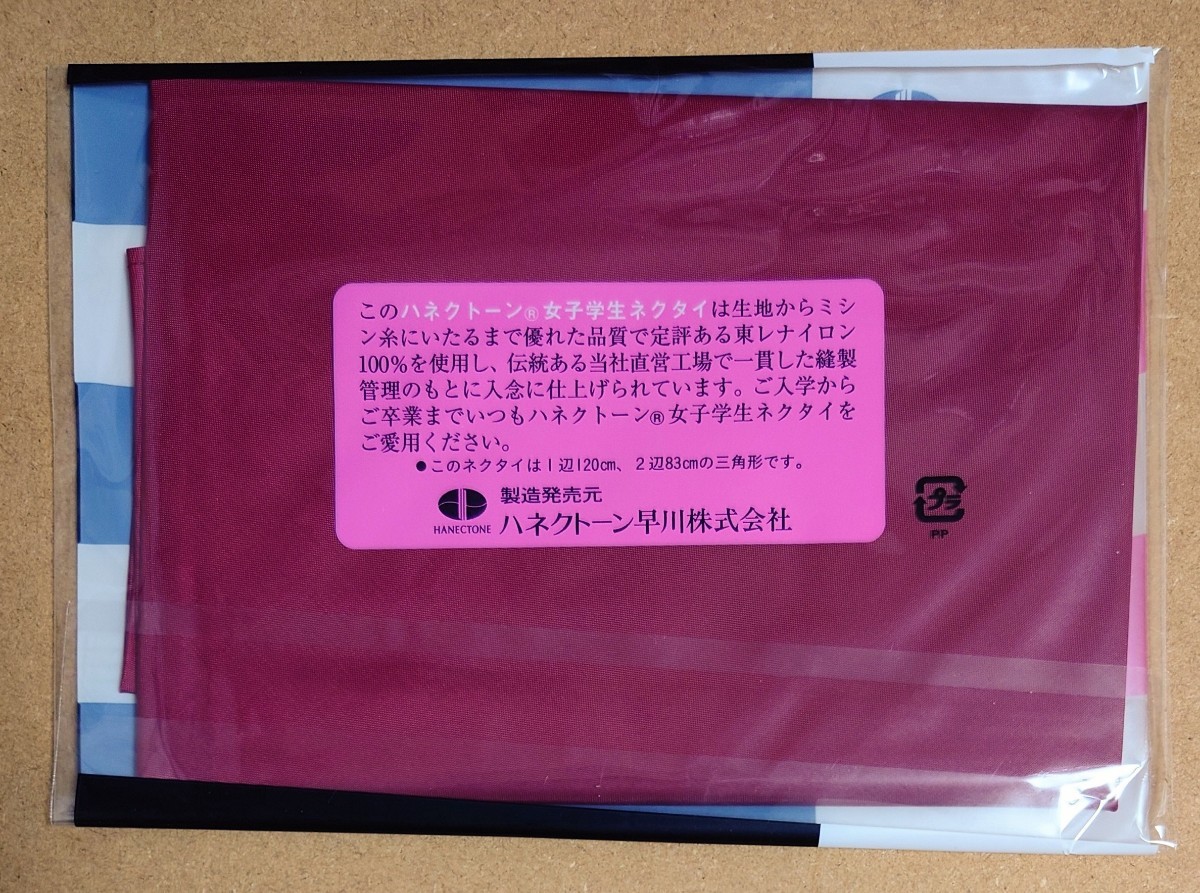 このハネクトーン®女子学生ネクタイは生地からミシ
ン糸にいたるまで優れた品質で定評ある東レナイロン
100%を使用し、伝統ある当社直営工場で一貫した縫製
管理のもとに入念に仕上げられています。ご入学から
ご卒業までいつもハネクトーン®女子学生ネクタイを
ご愛用ください。
●このネクタイは1辺120cm、2辺83cmの三角形です。
製造発売元
HANECTONE ハネクトーン早川株式会社
プラ
PP